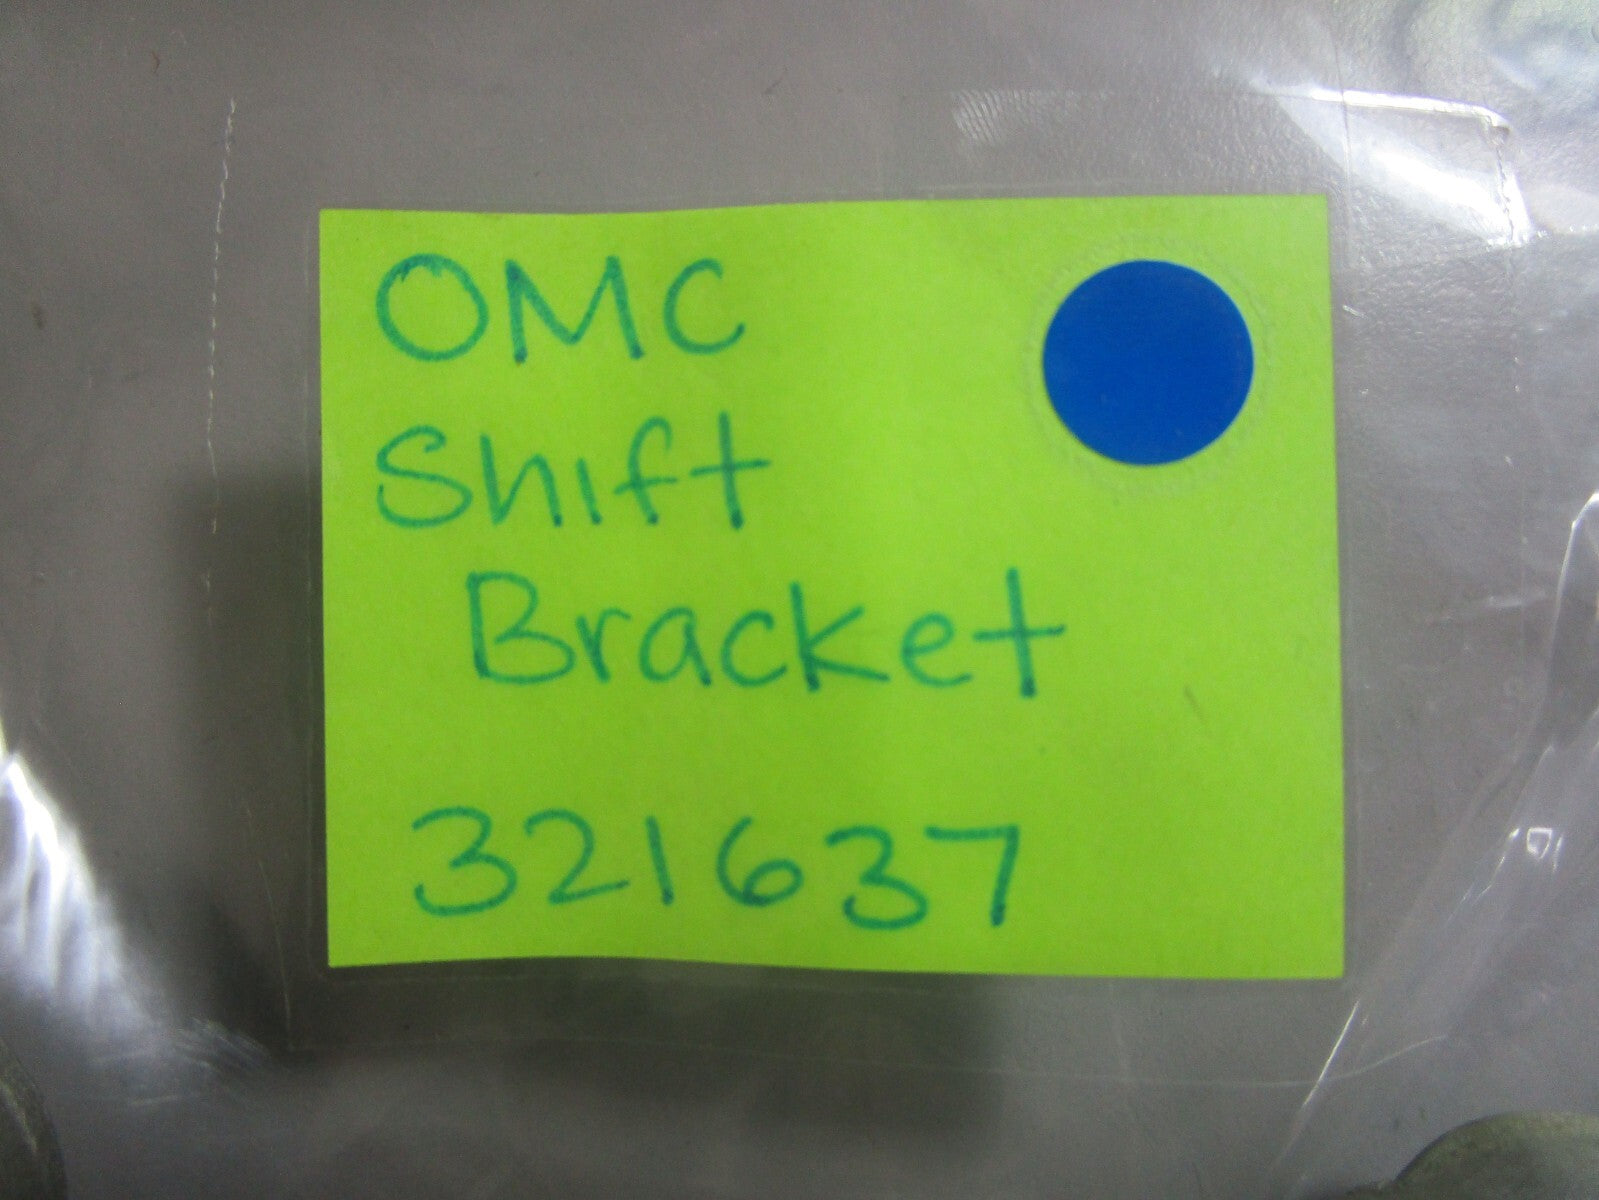 OMC
Shift
Bracket
321637